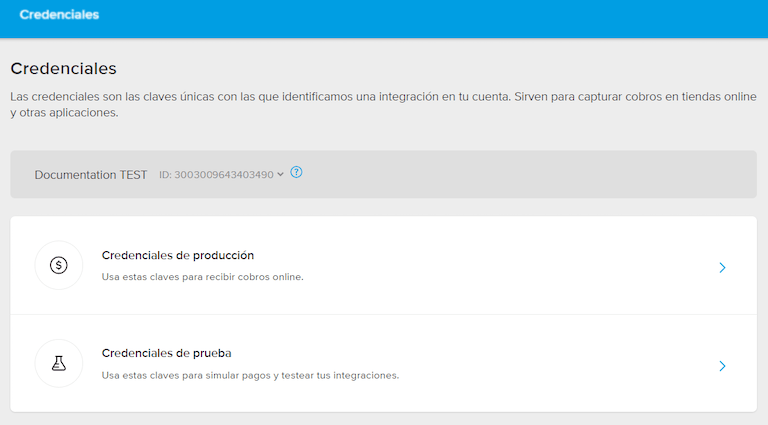 Credenciales
Credenciales
Las credenciales son las claves únicas con las que identificamos una integración en tu cuenta. Sirven para capturar cobros en tiendas online
y otras aplicaciones.
Documentation TEST ID: 3003009643403490 ?
$
Credenciales de producción
Usa estas claves para recibir cobros online.
Credenciales de prueba
Usa estas claves para simular pagos y testear tus integraciones.